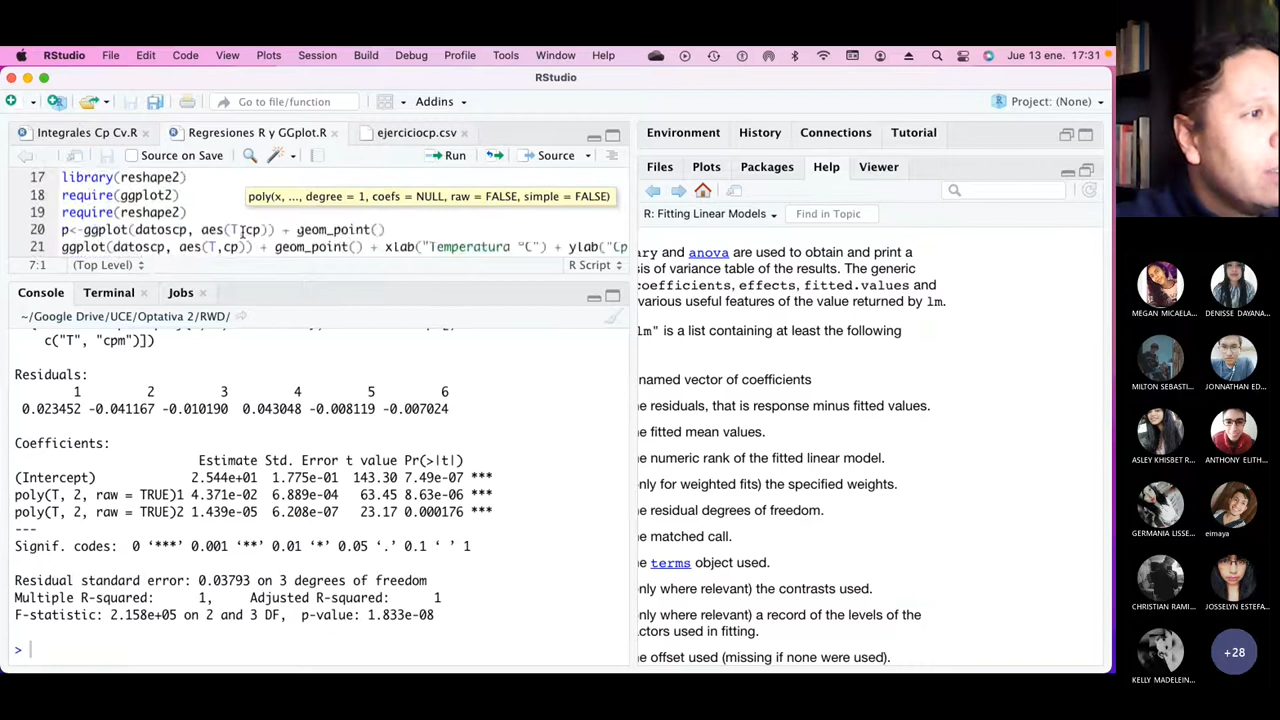 RStudio File Edit Code View Plots Session Build Debug Profile Tools Window Help Jue 13 ene. 17:31
RStudio
Go to file/function Addins Project: (None)
Integrales Cp Cv.R Regresiones R y GGplot.R ejerciciocp.csv
Source on Save Run Source
17 library(reshape2)
18 require(ggplot2)
poly(x, ..., degree = 1, coefs = NULL, raw = FALSE, simple = FALSE)
19 require(reshape2)
20 p<-ggplot(datoscp, aes(T,cp)) + geom_point()
21 ggplot(datoscp, aes(T,cp)) + geom_point() + xlab("Temperatura °C") + ylab("Cp
7:1 (Top Level) R Script
Console Terminal Jobs
~/Google Drive/UCE/Optativa 2/RWD/
c("T", "cpm")])
Residuals:
1 2 3 4 5 6
0.023452 -0.041167 -0.010190 0.043048 -0.008119 -0.007024
Coefficients:
Estimate Std. Error t value Pr(>|t|)
(Intercept) 2.544e+01 1.775e-01 143.30 7.49e-07 ***
poly(T, 2, raw = TRUE)1 4.371e-02 6.889e-04 63.45 8.63e-06 ***
poly(T, 2, raw = TRUE)2 1.439e-05 6.208e-07 23.17 0.000176 ***
---
Signif. codes: 0 ‘***’ 0.001 ‘**’ 0.01 ‘*’ 0.05 ‘.’ 0.1 ‘ ’ 1
Residual standard error: 0.03793 on 3 degrees of freedom
Multiple R-squared: 1, Adjusted R-squared: 1
F-statistic: 2.158e+05 on 2 and 3 DF, p-value: 1.833e-08
>
Environment History Connections Tutorial
Files Plots Packages Help Viewer
R: Fitting Linear Models Find in Topic
ary and anova are used to obtain and print a
sis of variance table of the results. The generic
coefficients, effects, fitted.values and
various useful features of the value returned by lm.
lm" is a list containing at least the following
named vector of coefficients
e residuals, that is response minus fitted values.
e fitted mean values.
e numeric rank of the fitted linear model.
only for weighted fits) the specified weights.
e residual degrees of freedom.
e matched call.
e terms object used.
only where relevant) the contrasts used.
only where relevant) a record of the levels of the
ctors used in fitting.
e offset used (missing if none were used).
MEGAN MICAELA... DENISSE DAYANA...
MILTON SEBASTI... JONNATHAN ED...
ASLEY KHISBET R... ANTHONY ELITH...
GERMANIA LISSE... eimaya
CHRISTIAN RAMI... JOSSELYN ESTEFA...
KELLY MADELEIN... +28